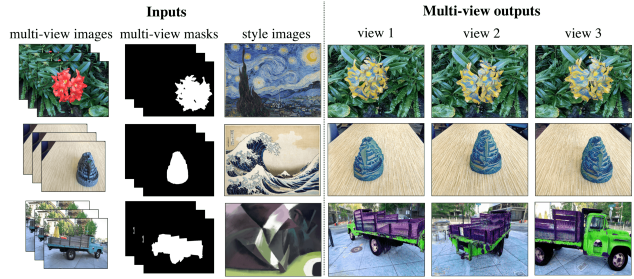 Inputs
Multi-view outputs
multi-view images
multi-view masks
style images
view 1
view 2
view 3